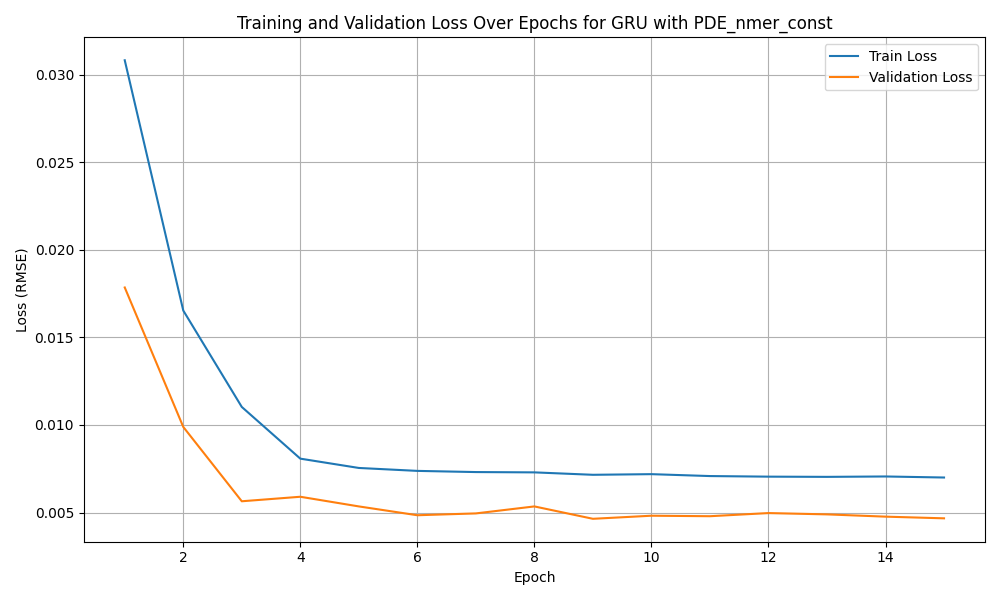 Training and Validation Loss Over Epochs for GRU with PDE_nmer_const
Train Loss
Validation Loss
Loss (RMSE)
0.030
0.025
0.020
0.015
0.010
0.005
2 4 6 8 10 12 14
Epoch